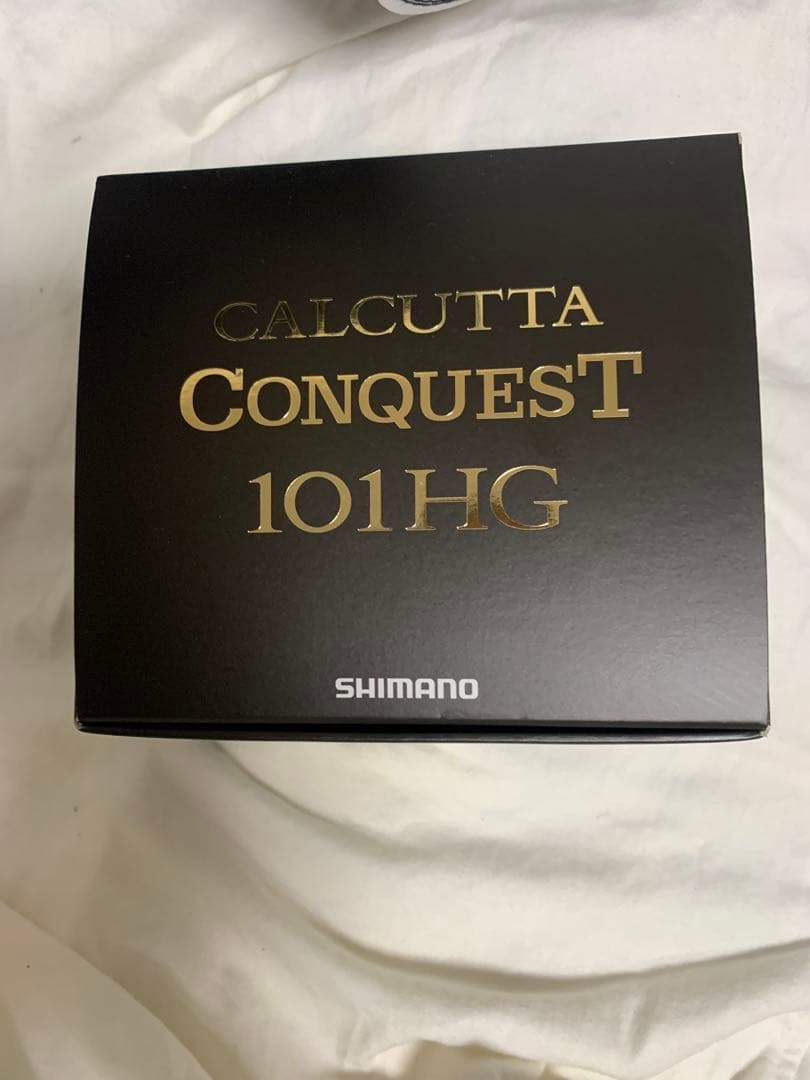 CALCUTTA
CONQUEST
101HG
SHIMANO